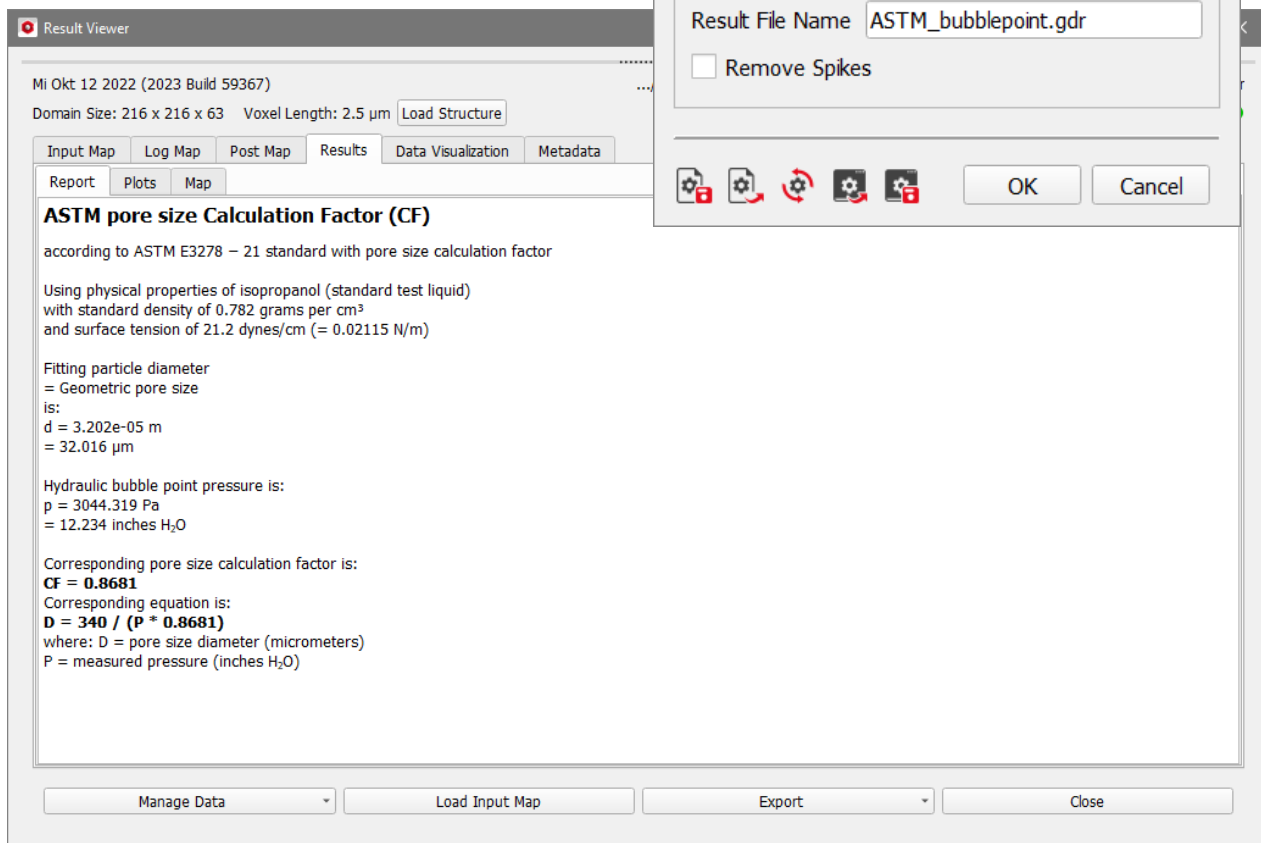 Result File Name ASTM_bubblepoint.gdr
Remove Spikes
OK Cancel
Result Viewer
Mi Okt 12 2022 (2023 Build 59367)
Domain Size: 216 x 216 x 63 Voxel Length: 2.5 µm Load Structure
Input Map Log Map Post Map Results Data Visualization Metadata
Report Plots Map
ASTM pore size Calculation Factor (CF)
according to ASTM E3278 – 21 standard with pore size calculation factor
Using physical properties of isopropanol (standard test liquid)
with standard density of 0.782 grams per cm³
and surface tension of 21.2 dynes/cm (= 0.02115 N/m)
Fitting particle diameter
= Geometric pore size
is:
d = 3.202e-05 m
= 32.016 µm
Hydraulic bubble point pressure is:
p = 3044.319 Pa
= 12.234 inches H₂O
Corresponding pore size calculation factor is:
CF = 0.8681
Corresponding equation is:
D = 340 / (P * 0.8681)
where: D = pore size diameter (micrometers)
P = measured pressure (inches H₂O)
Manage Data Load Input Map Export Close